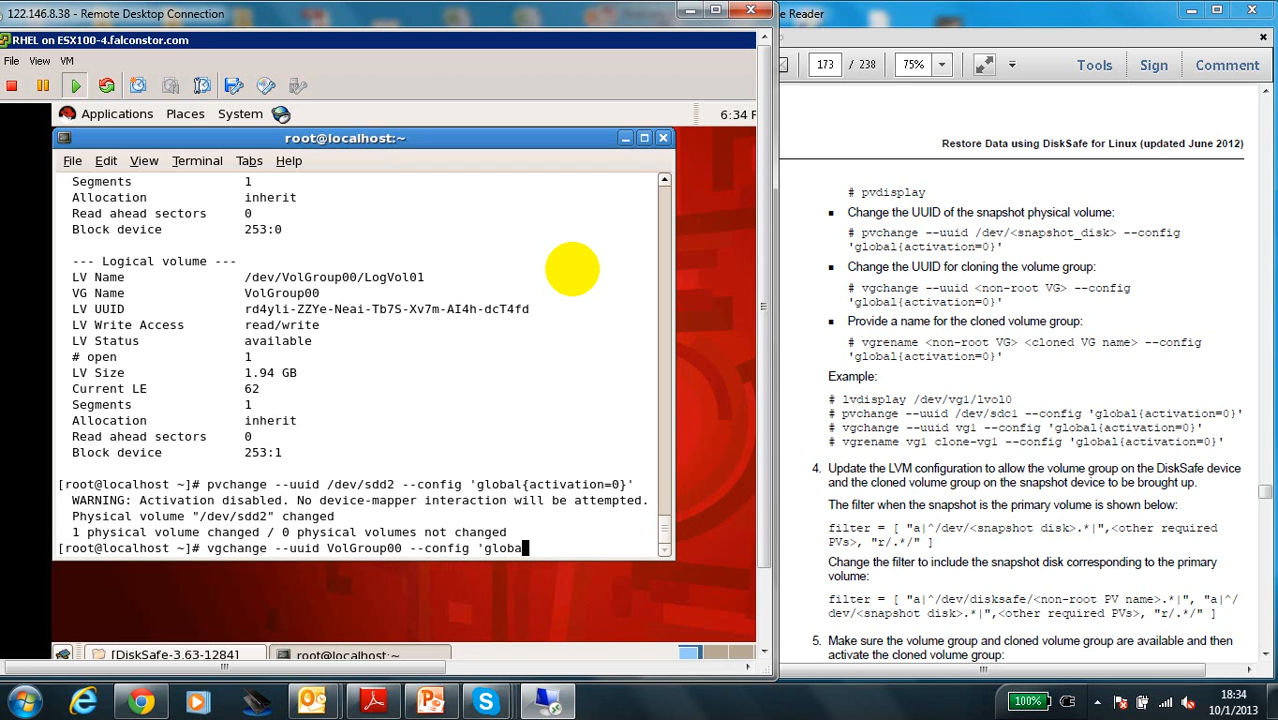 122.146.8.38 - Remote Desktop Connection
RHEL on ESX100-4.falconstor.com
File View VM
Applications Places System
6:34 P
root@localhost:~
File Edit View Terminal Tabs Help
Segments 1
Allocation inherit
Read ahead sectors 0
Block device 253:0
--- Logical volume ---
LV Name /dev/VolGroup00/LogVol01
VG Name VolGroup00
LV UUID rd4yli-ZZYe-Neai-Tb7S-Xv7m-AI4h-dcT4fd
LV Write Access read/write
LV Status available
# open 1
LV Size 1.94 GB
Current LE 62
Segments 1
Allocation inherit
Read ahead sectors 0
Block device 253:1
[root@localhost ~]# pvchange --uuid /dev/sdd2 --config 'global{activation=0}'
WARNING: Activation disabled. No device-mapper interaction will be attempted.
Physical volume "/dev/sdd2" changed
1 physical volume changed / 0 physical volumes not changed
[root@localhost ~]# vgchange --uuid VolGroup00 --config 'globa
[DiskSafe-3.63-1284]
root@localhost:~
e Reader
173 / 238 75% Tools Sign Comment
Restore Data using DiskSafe for Linux (updated June 2012)
# pvdisplay
▪ Change the UUID of the snapshot physical volume:
# pvchange --uuid /dev/<snapshot_disk> --config
'global{activation=0}'
▪ Change the UUID for cloning the volume group:
# vgchange --uuid <non-root VG> --config
'global{activation=0}'
▪ Provide a name for the cloned volume group:
# vgrename <non-root VG> <cloned VG name> --config
'global{activation=0}'
Example:
# lvdisplay /dev/vg1/lvol0
# pvchange --uuid /dev/sdc1 --config 'global{activation=0}'
# vgchange --uuid vg1 --config 'global{activation=0}'
# vgrename vg1 clone-vg1 --config 'global{activation=0}'
4. Update the LVM configuration to allow the volume group on the DiskSafe device
and the cloned volume group on the snapshot device to be brought up.
The filter when the snapshot is the primary volume is shown below:
filter = [ "a|^/dev/<snapshot disk>.*|",<other required
PVs>, "r/.*/" ]
Change the filter to include the snapshot disk corresponding to the primary
volume:
filter = [ "a|^/dev/disksafe/<non-root PV name>.*|", "a|^/
dev/<snapshot disk>.*|",<other required PVs>, "r/.*/" ]
5. Make sure the volume group and cloned volume group are available and then
activate the cloned volume group:
100%
18:34
10/1/2013